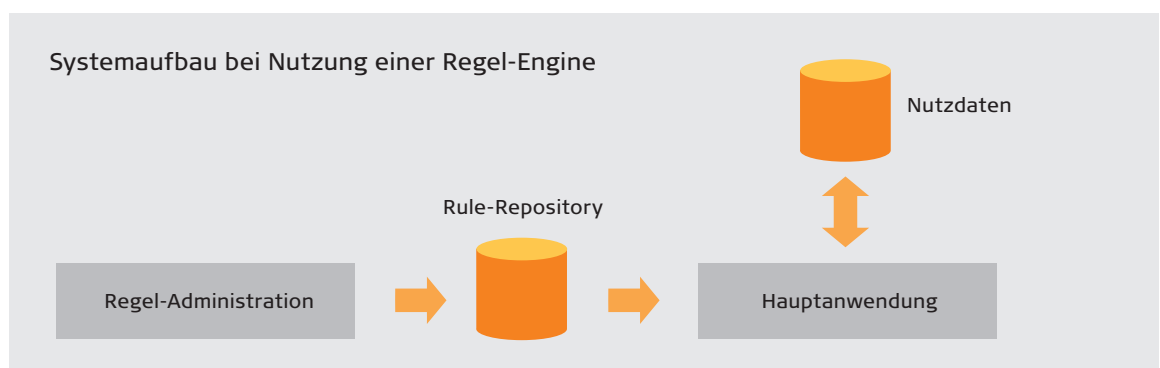 Systemaufbau bei Nutzung einer Regel-Engine
Nutzdaten
Rule-Repository
Regel-Administration
Hauptanwendung